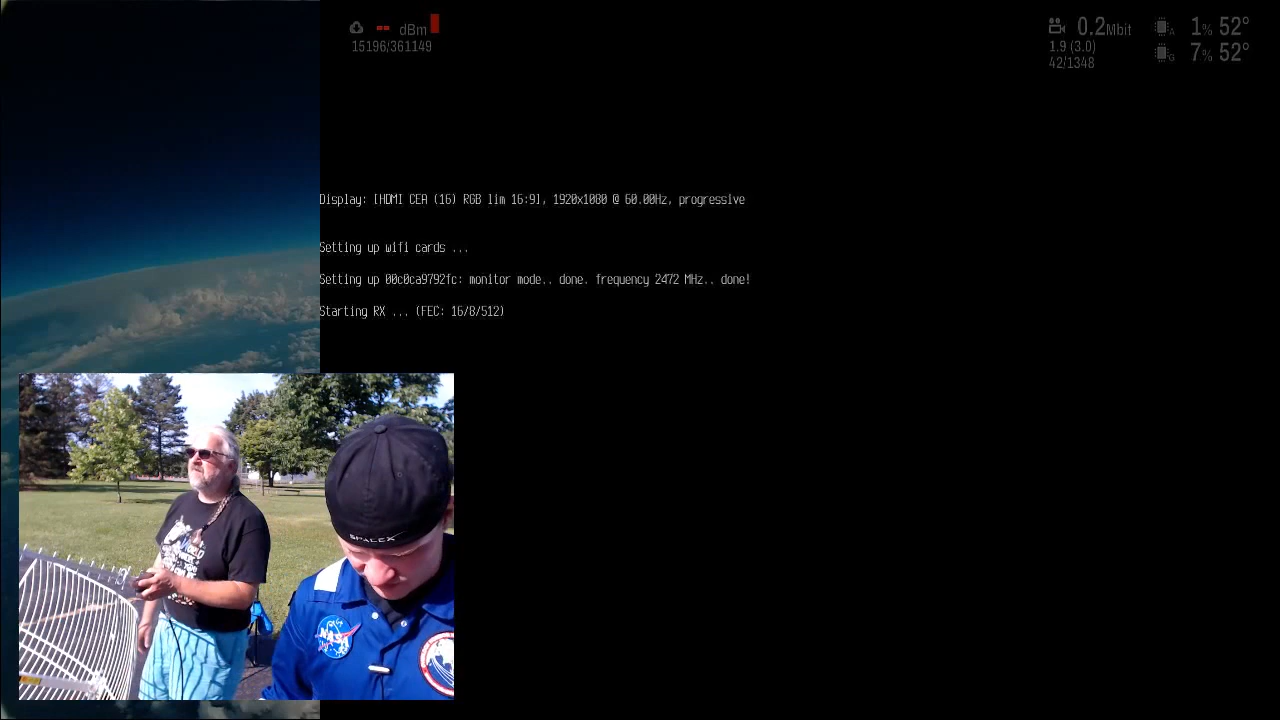 -- dBm
15196/361149
0.2Mbit
1.9 (3.0)
42/1348
A 1% 52°
G 7% 52°
Display: [HDMI CEA (16) RGB lim 16:9], 1920x1080 @ 60.00Hz, progressive
Setting up wifi cards ...
Setting up 00c0ca9792fc: monitor mode.. done. frequency 2472 MHz.. done!
Starting RX ... (FEC: 16/8/512)
SPACEX
WORLD
NASA